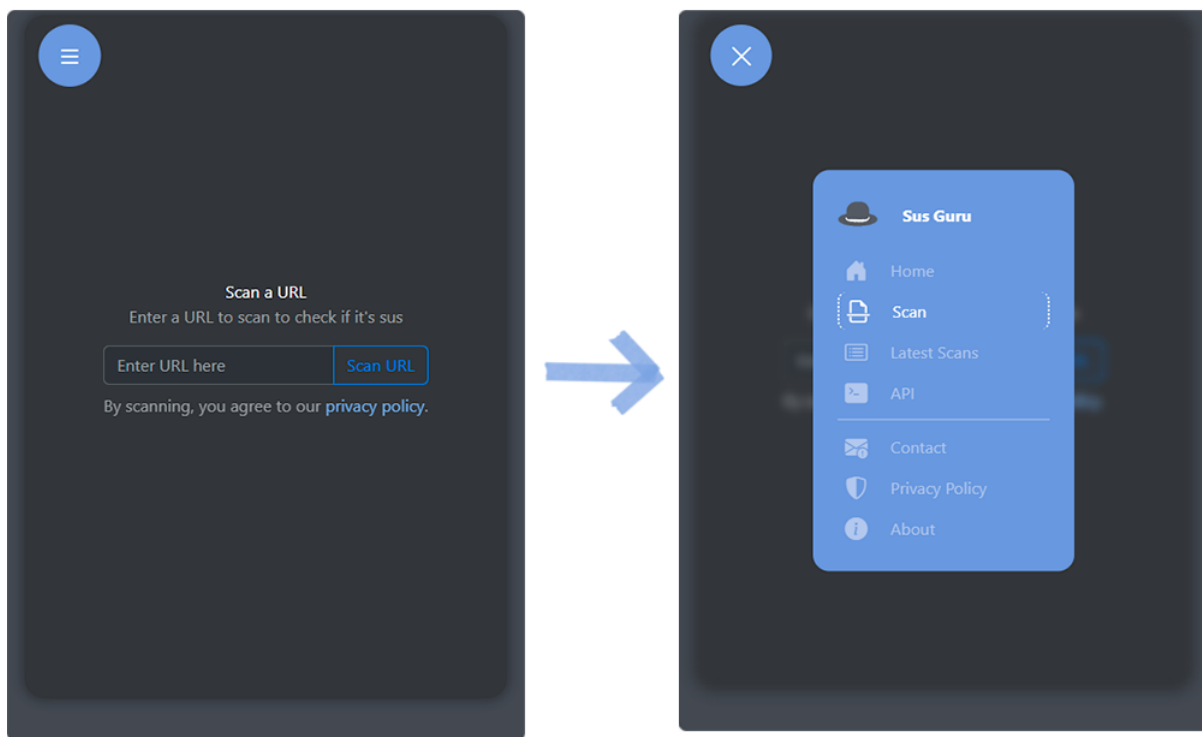 Scan a URL
Enter a URL to scan to check if it's sus
Enter URL here
Scan URL
By scanning, you agree to our privacy policy.
Sus Guru
Home
Scan
Latest Scans
API
Contact
Privacy Policy
About